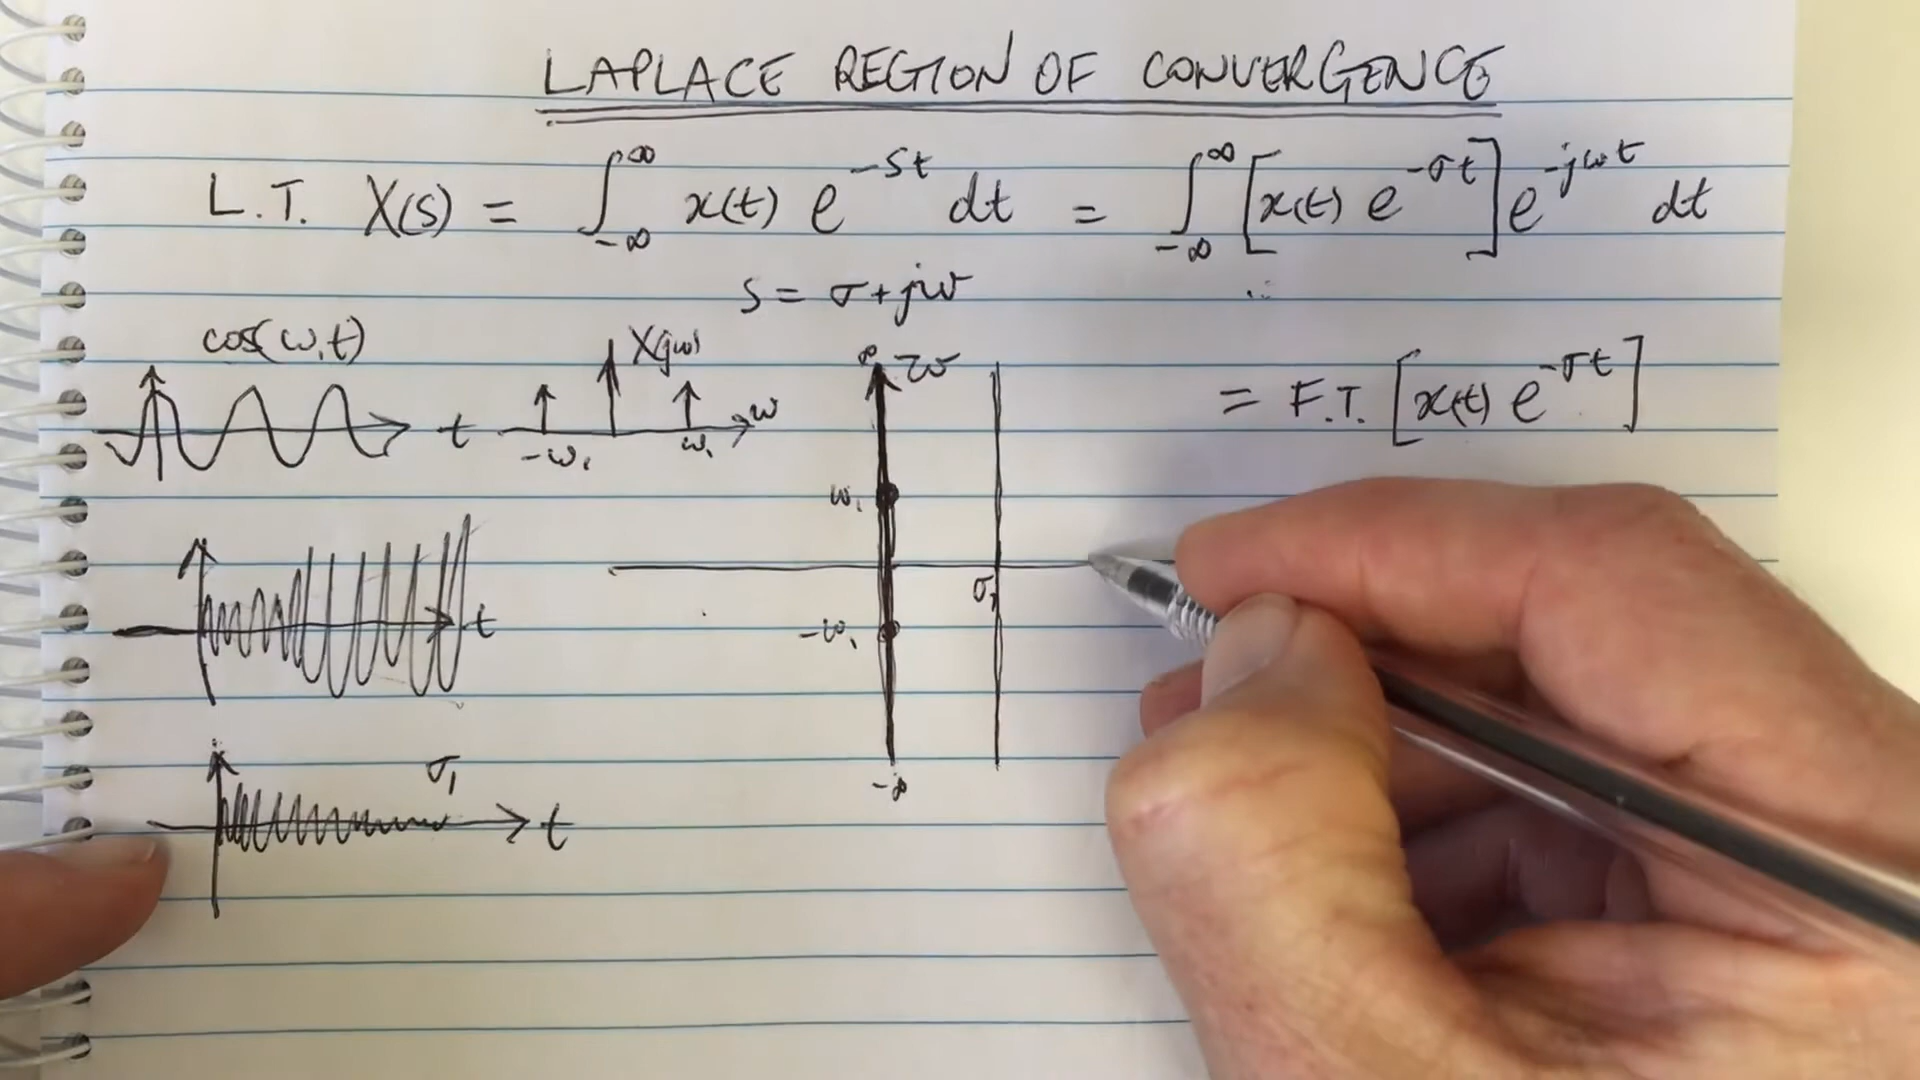 LAPLACE REGION OF CONVERGENCE
L.T. X(s) = ∫_{-∞}^{∞} x(t) e^{-st} dt = ∫_{-∞}^{∞} [x(t) e^{-σt}] e^{-jωt} dt
s = σ+jω
cos(ω₁t)
X(jω)
t
-ω₁ ω₁ ω
∞ ω
= F.T. [x(t) e^{-σt}]
ω₁
σ₁
-ω₁
t
-∞
σ₁
t